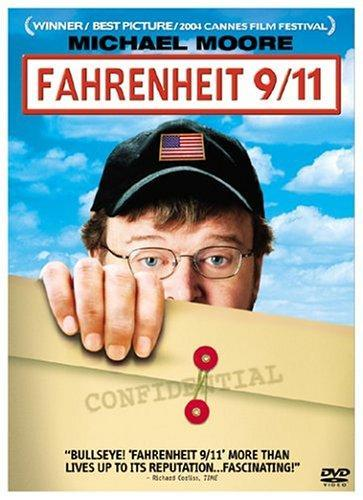 WINNER / BEST PICTURE / 2004 CANNES FILM FESTIVAL
MICHAEL MOORE
FAHRENHEIT 9/11
CONFIDENTIAL
"BULLSEYE! 'FAHRENHEIT 9/11' MORE THAN
LIVES UP TO ITS REPUTATION...FASCINATING!"
– Richard Corliss, TIME
DVD
VIDEO